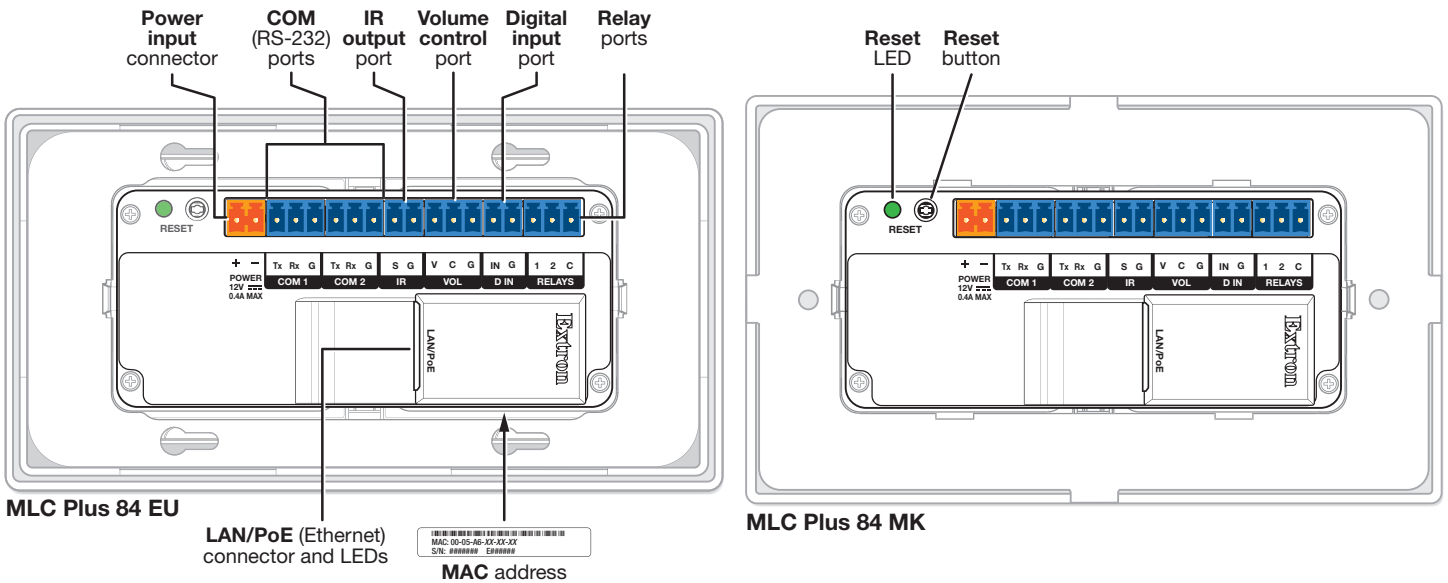 Power
input
connector
COM
(RS-232)
ports
IR
output
port
Volume
control
port
Digital
input
port
Relay
ports
RESET
+ –
POWER
12V
0.4A MAX
Tx Rx G
COM 1
Tx Rx G
COM 2
S G
IR
V C G
VOL
IN G
D IN
1 2 C
RELAYS
LAN/PoE
Extron
MLC Plus 84 EU
LAN/PoE (Ethernet)
connector and LEDs
MAC: 00-05-A6-XX-XX-XX
S/N: ####### E######
MAC address
Reset
LED
Reset
button
RESET
+ –
POWER
12V
0.4A MAX
Tx Rx G
COM 1
Tx Rx G
COM 2
S G
IR
V C G
VOL
IN G
D IN
1 2 C
RELAYS
LAN/PoE
Extron
MLC Plus 84 MK